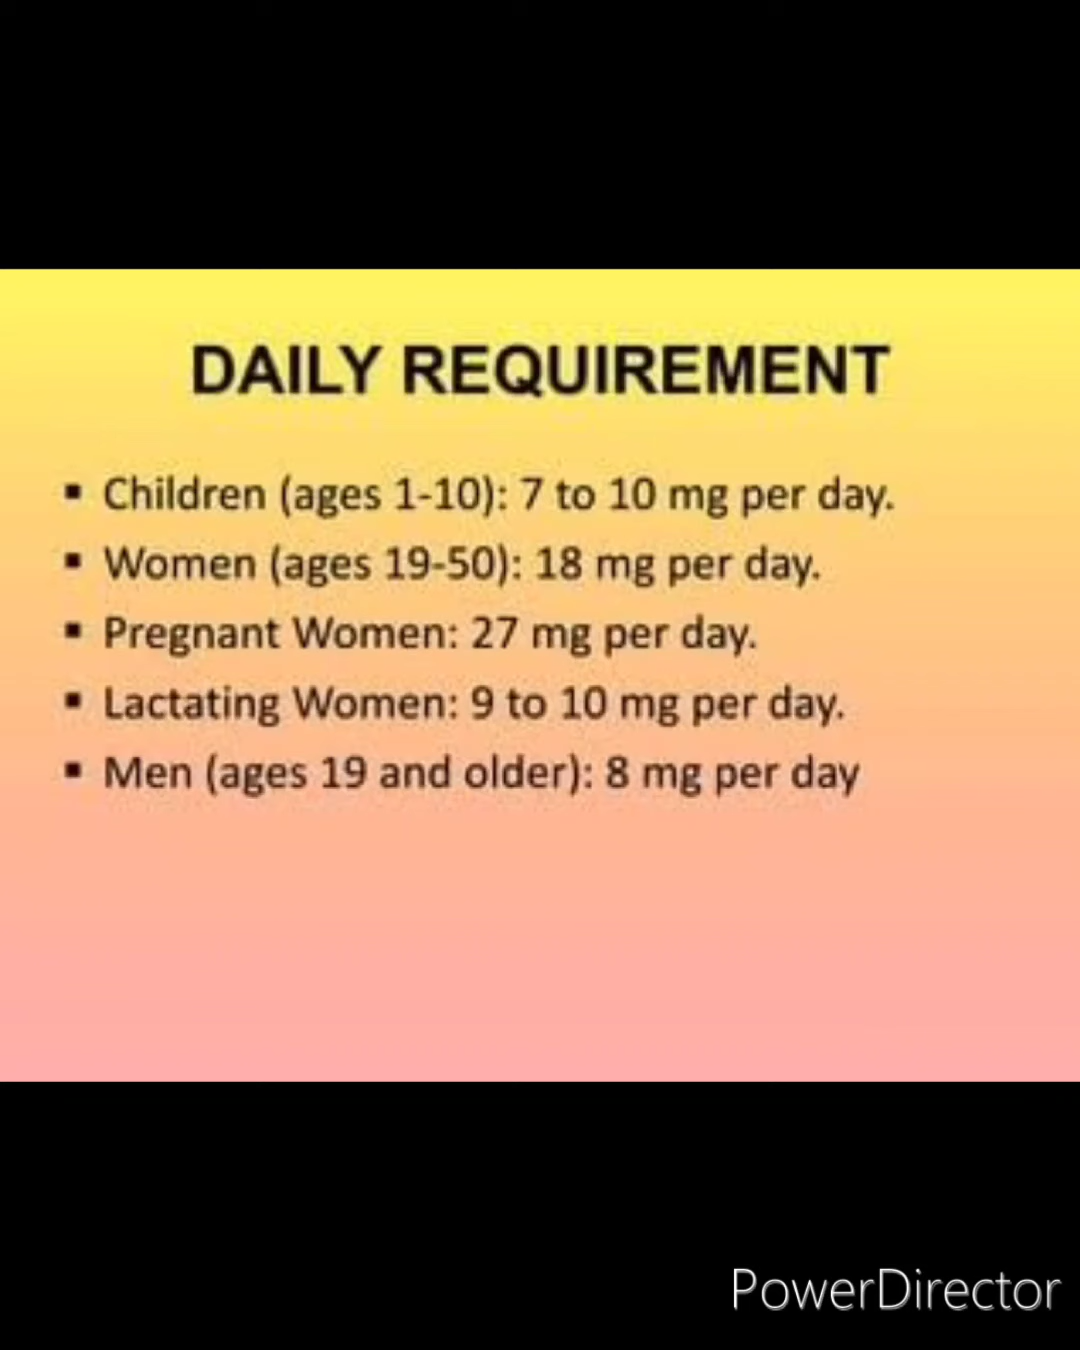 DAILY REQUIREMENT
▪ Children (ages 1-10): 7 to 10 mg per day.
▪ Women (ages 19-50): 18 mg per day.
▪ Pregnant Women: 27 mg per day.
▪ Lactating Women: 9 to 10 mg per day.
▪ Men (ages 19 and older): 8 mg per day
PowerDirector